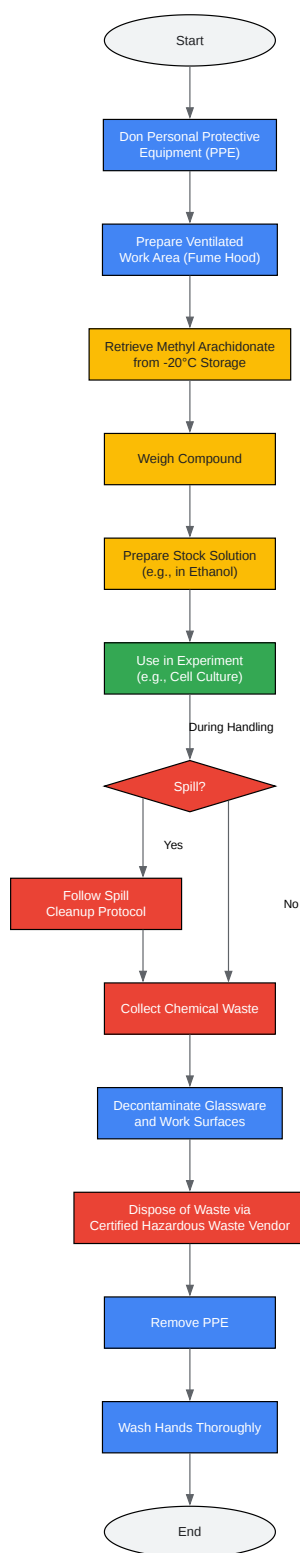 Start
Don Personal Protective
Equipment (PPE)
Prepare Ventilated
Work Area (Fume Hood)
Retrieve Methyl Arachidonate
from -20°C Storage
Weigh Compound
Prepare Stock Solution
(e.g., in Ethanol)
Use in Experiment
(e.g., Cell Culture)
During Handling
Spill?
Yes
Follow Spill
Cleanup Protocol
No
Collect Chemical Waste
Decontaminate Glassware
and Work Surfaces
Dispose of Waste via
Certified Hazardous Waste Vendor
Remove PPE
Wash Hands Thoroughly
End